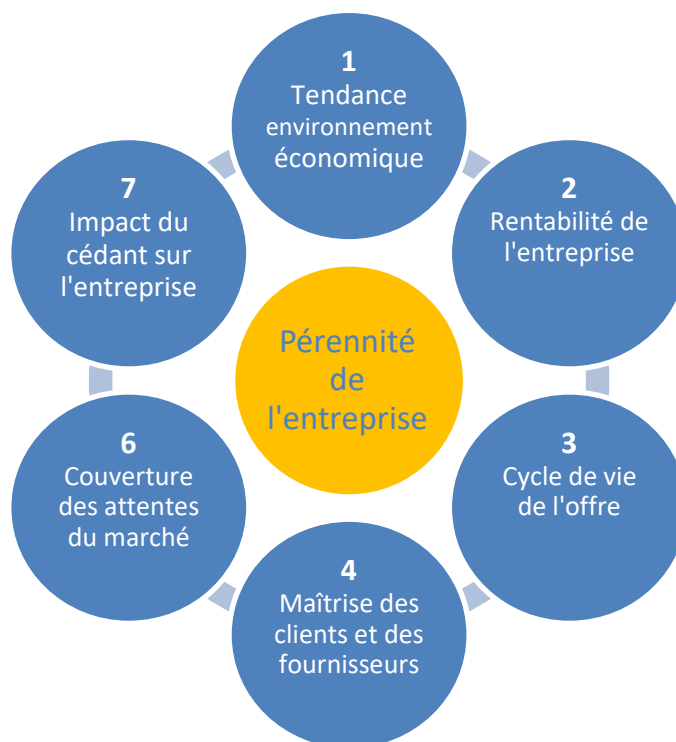 1
Tendance
environnement
économique
2
Rentabilité de
l'entreprise
3
Cycle de vie
de l'offre
4
Maîtrise des
clients et des
fournisseurs
6
Couverture
des attentes
du marché
7
Impact du
cédant sur
l'entreprise
Pérennité
de
l'entreprise